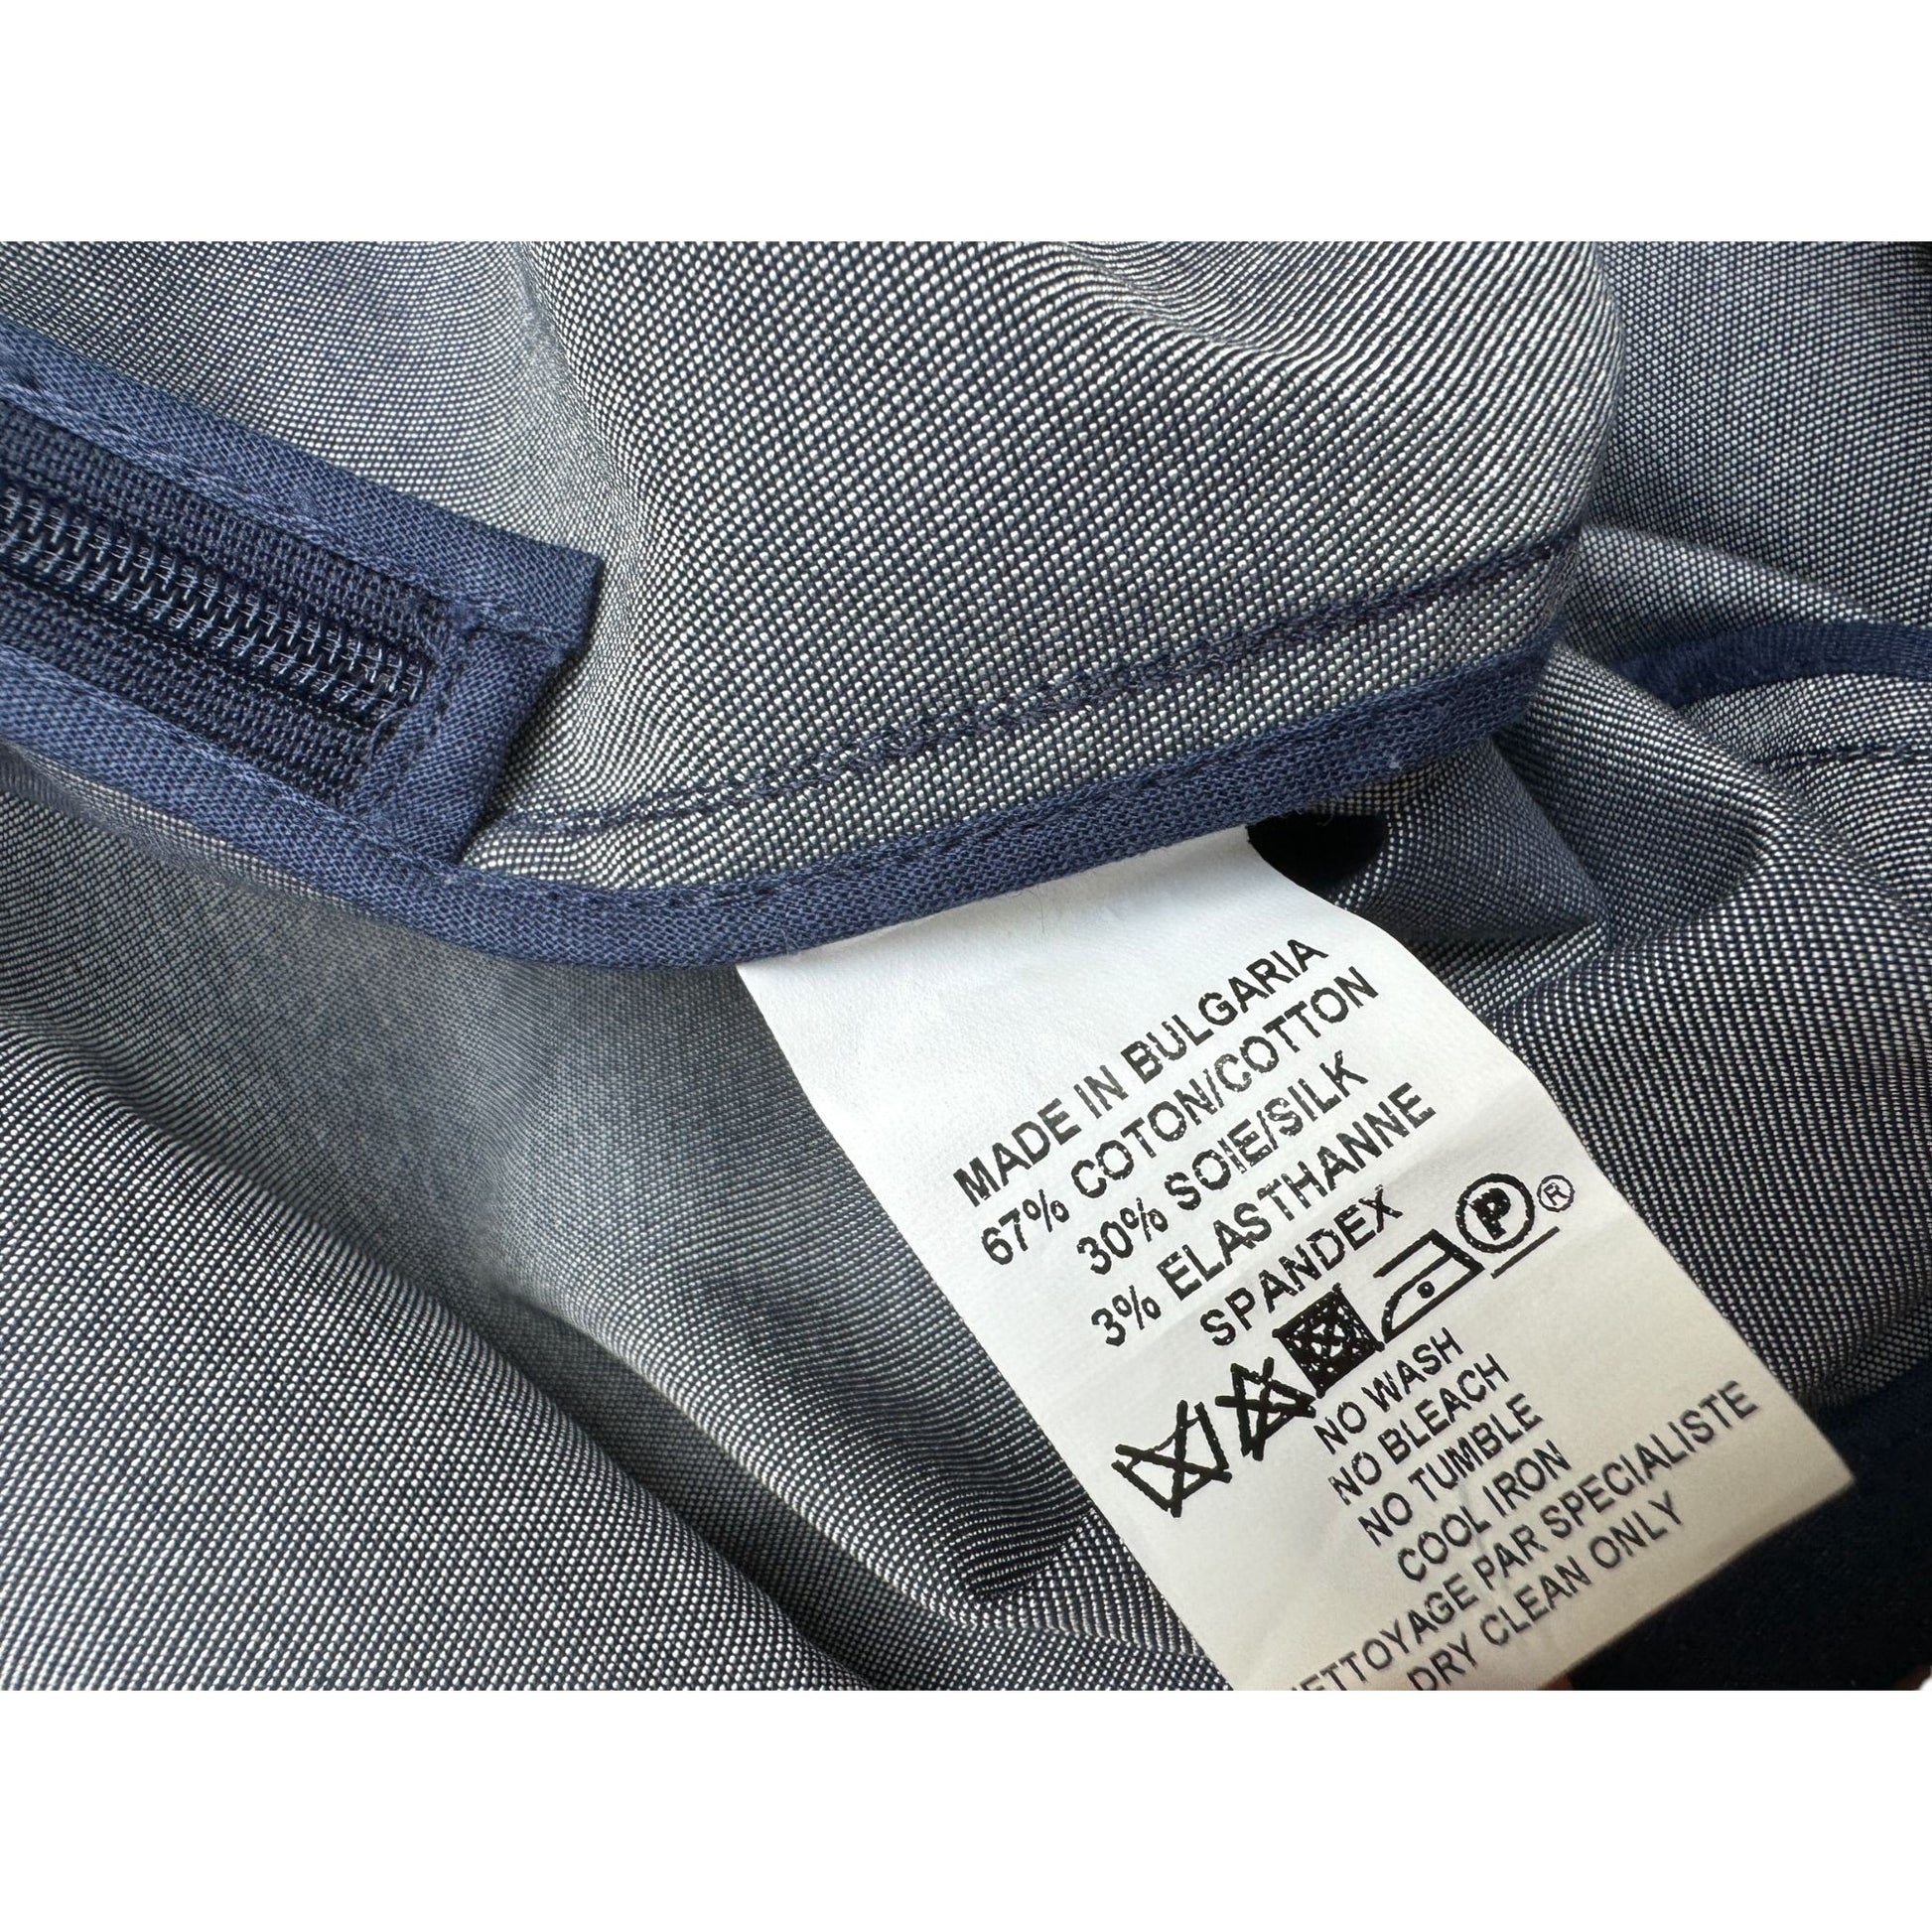 MADE IN BULGARIA
67% COTON/COTTON
30% SOIE/SILK
3% ELASTHANNE
SPANDEX
P ®
NO WASH
NO BLEACH
NO TUMBLE
COOL IRON
ETTOYAGE PAR SPECIALISTE
DRY CLEAN ONLY